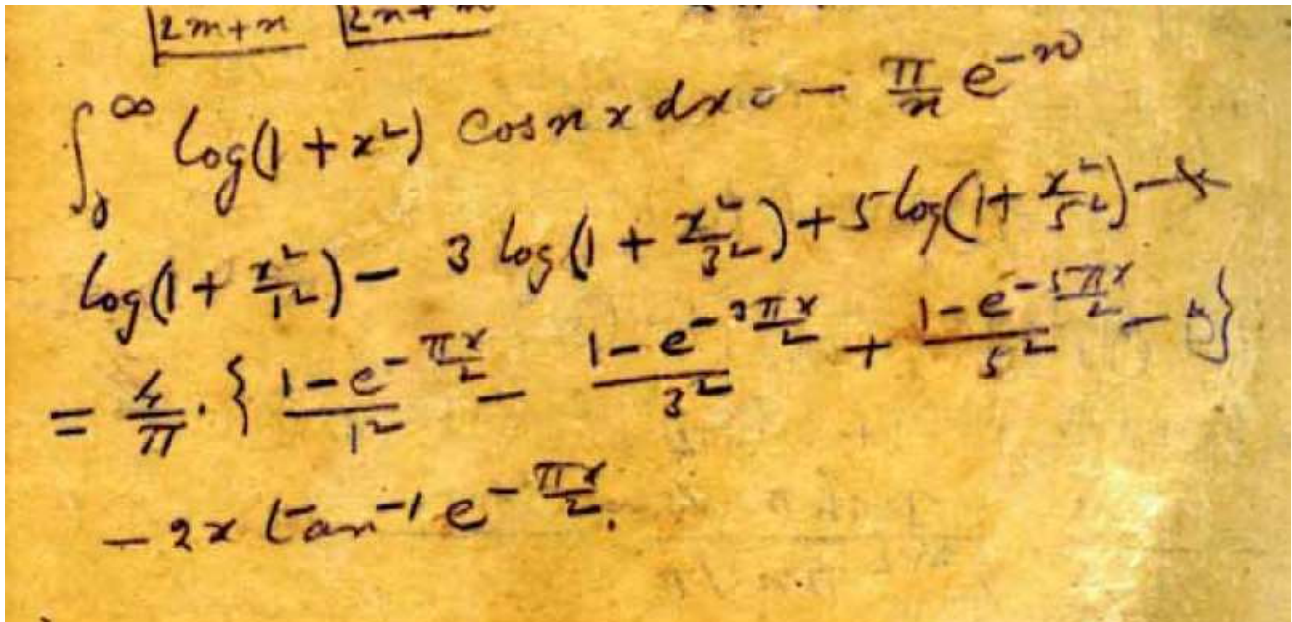 |2m+n |2n+m
∫₀^∞ log(1 + x²) cos nx dx = − π/n e^{−n}
log(1 + x²/1²) − 3 log(1 + x²/3²) + 5 log(1 + x²/5²) − &c
= 4/π · { (1−e^{−πx/2})/1² − (1−e^{−3πx/2})/3² + (1−e^{−5πx/2})/5² − &c }
− 2x tan⁻¹ e^{−πx/2}.